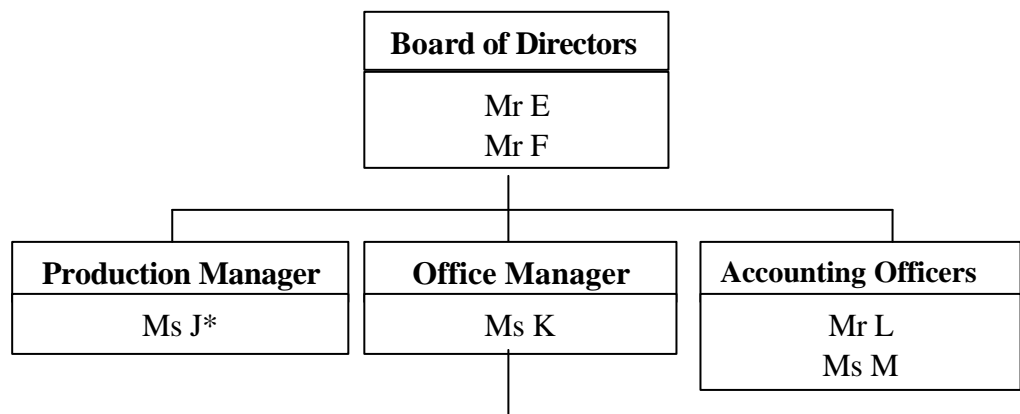 Board of Directors
Mr E
Mr F
Production Manager
Ms J*
Office Manager
Ms K
Accounting Officers
Mr L
Ms M